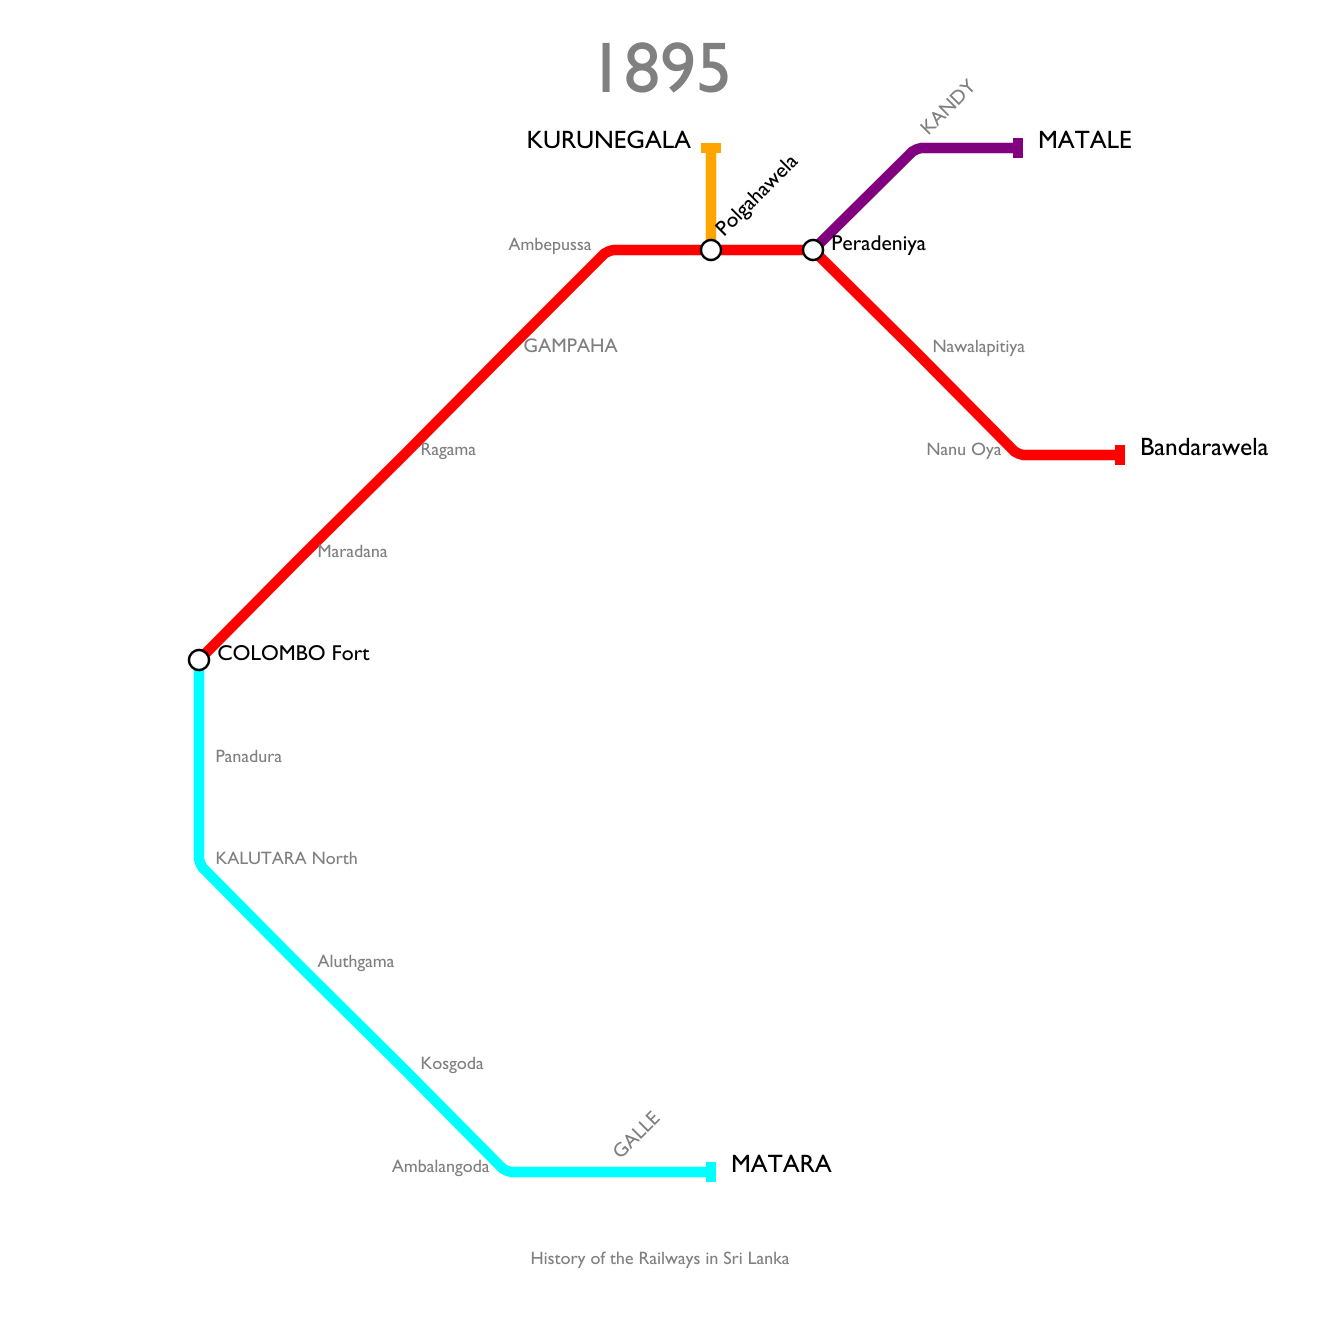 1895
KANDY
KURUNEGALA
MATALE
Polgahawela
Ambepussa
Peradeniya
GAMPAHA
Nawalapitiya
Ragama
Nanu Oya
Bandarawela
Maradana
COLOMBO Fort
Panadura
KALUTARA North
Aluthgama
Kosgoda
GALLE
Ambalangoda
MATARA
History of the Railways in Sri Lanka